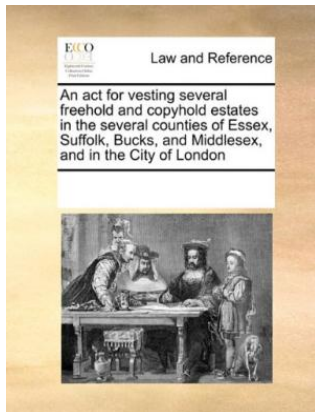 ECCO
Law and Reference
An act for vesting several
freehold and copyhold estates
in the several counties of Essex,
Suffolk, Bucks, and Middlesex,
and in the City of London